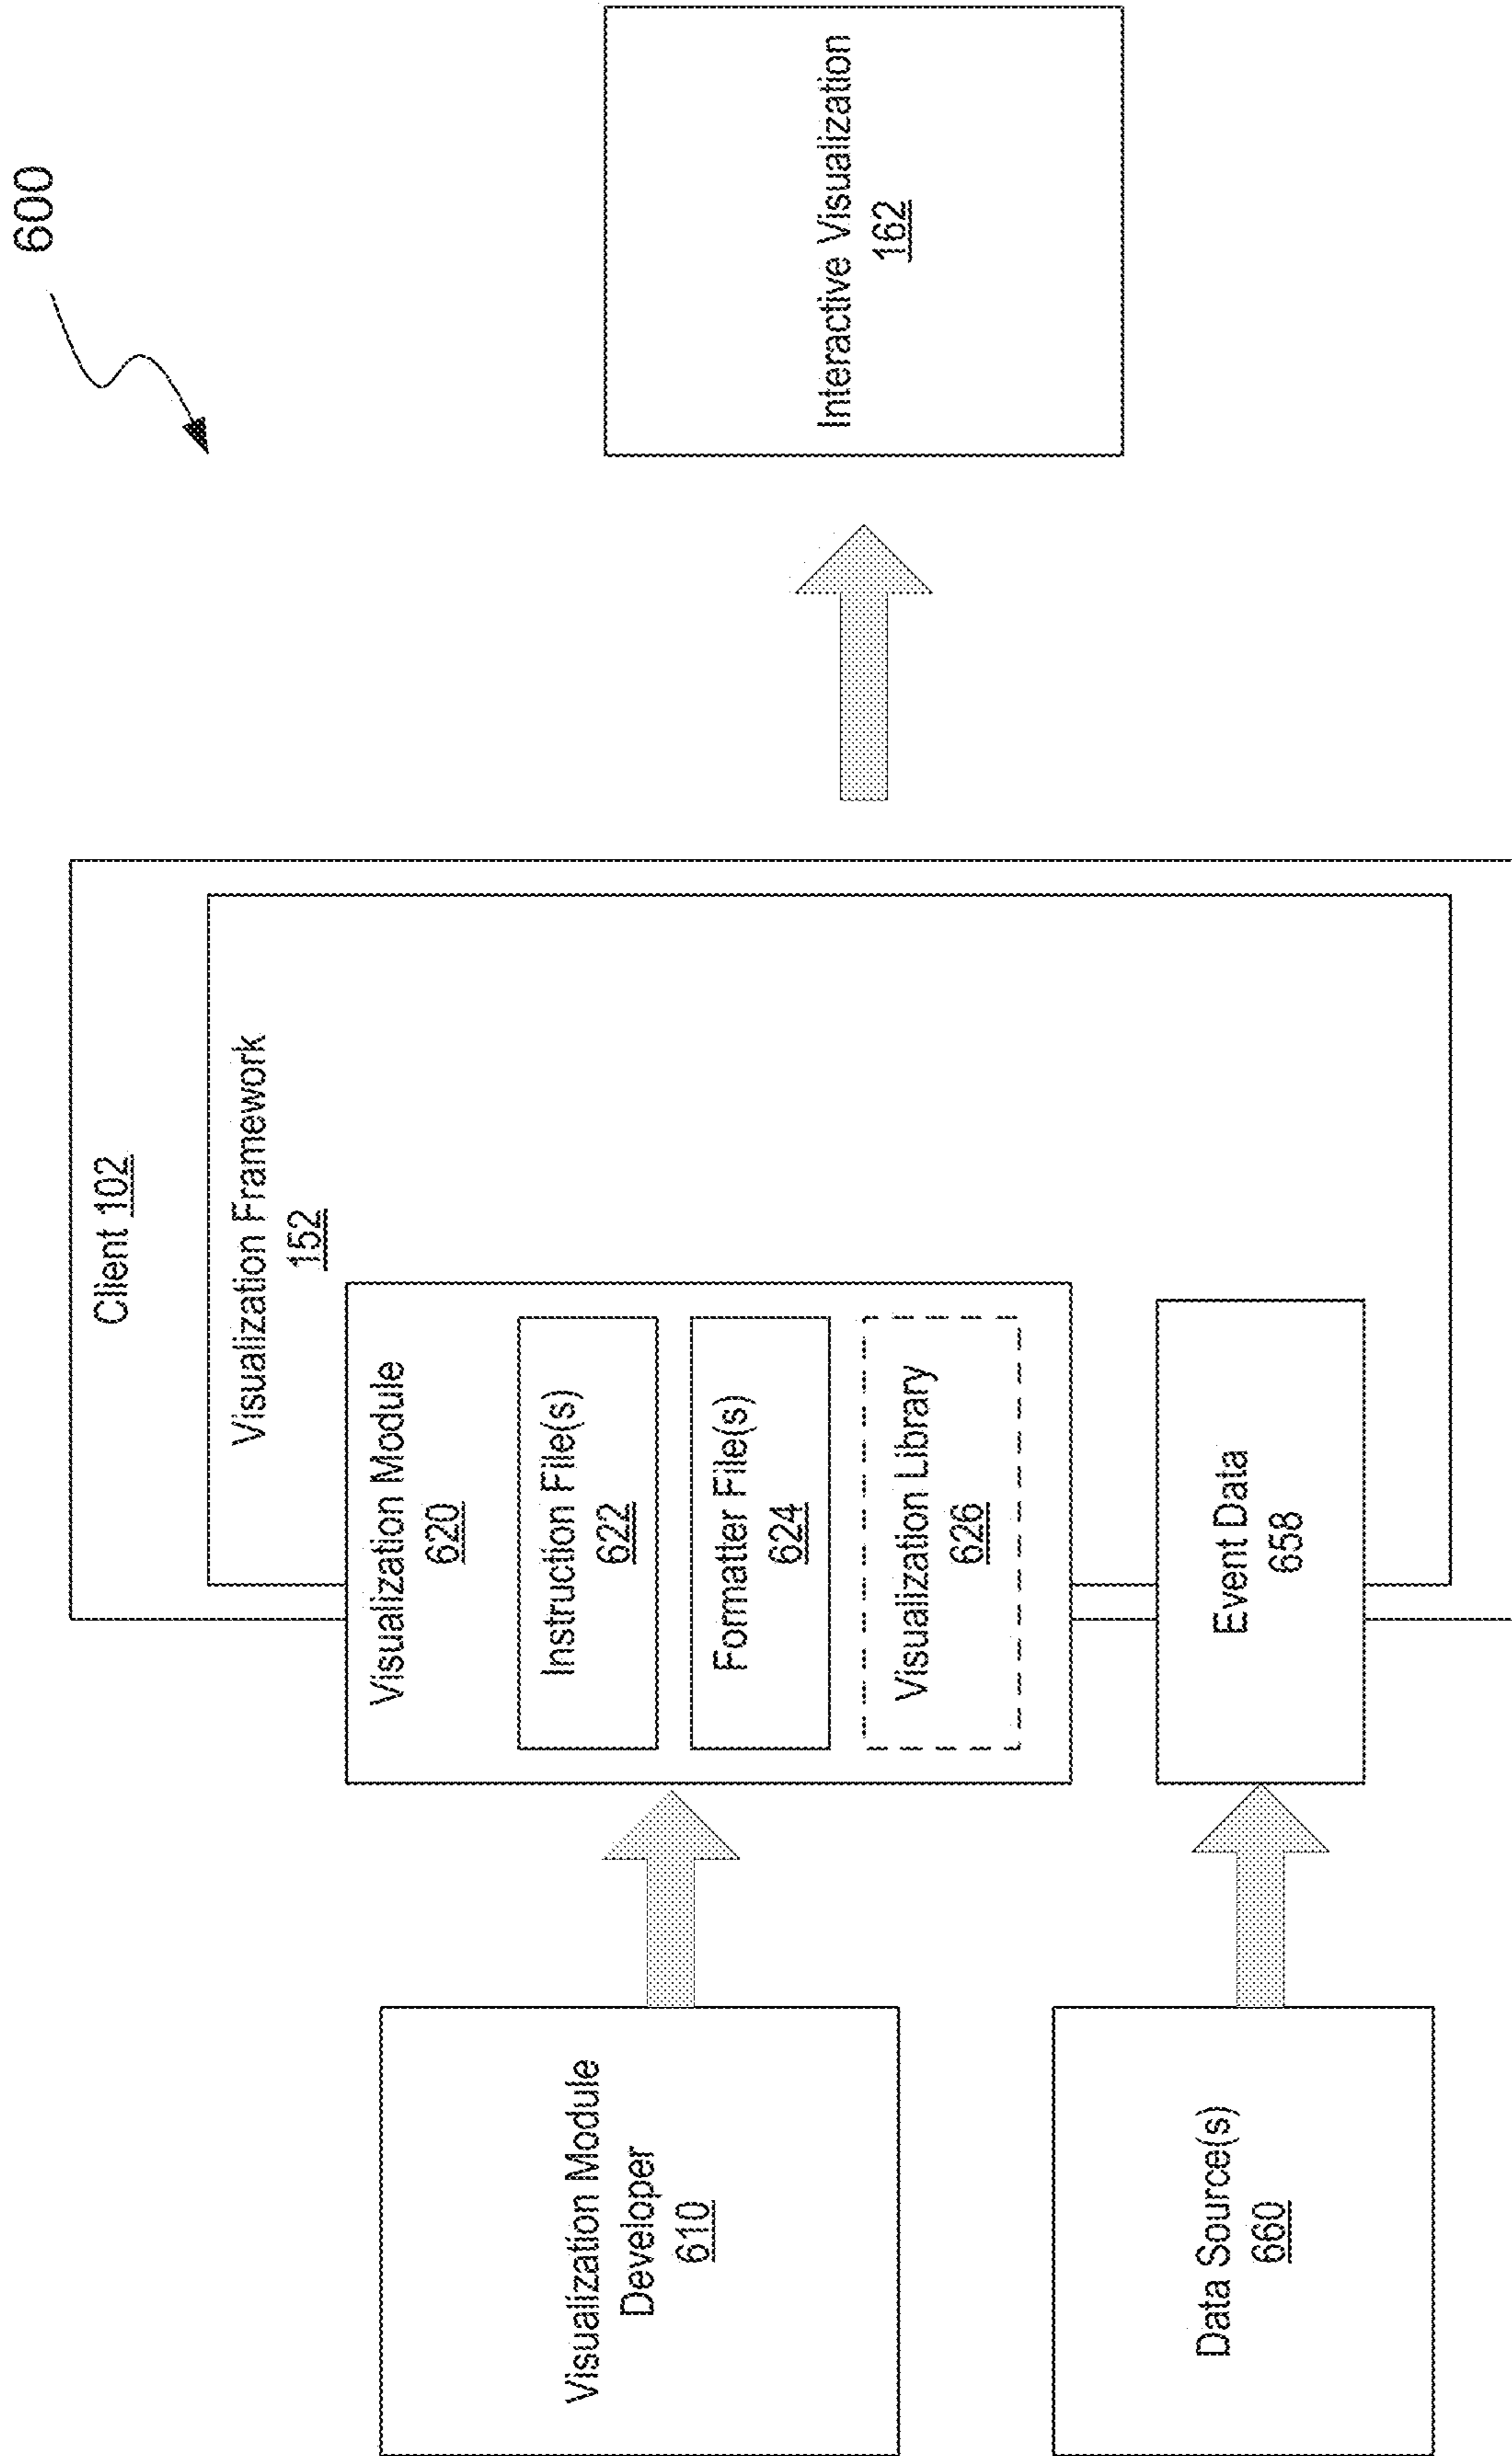 600
Client 102
Visualization Framework
152
Visualization Module
620
Instruction File(s)
622
Formatter File(s)
624
Visualization Library
626
Event Data
658
Visualization Module
Developer
610
Data Source(s)
660
Interactive Visualization
162